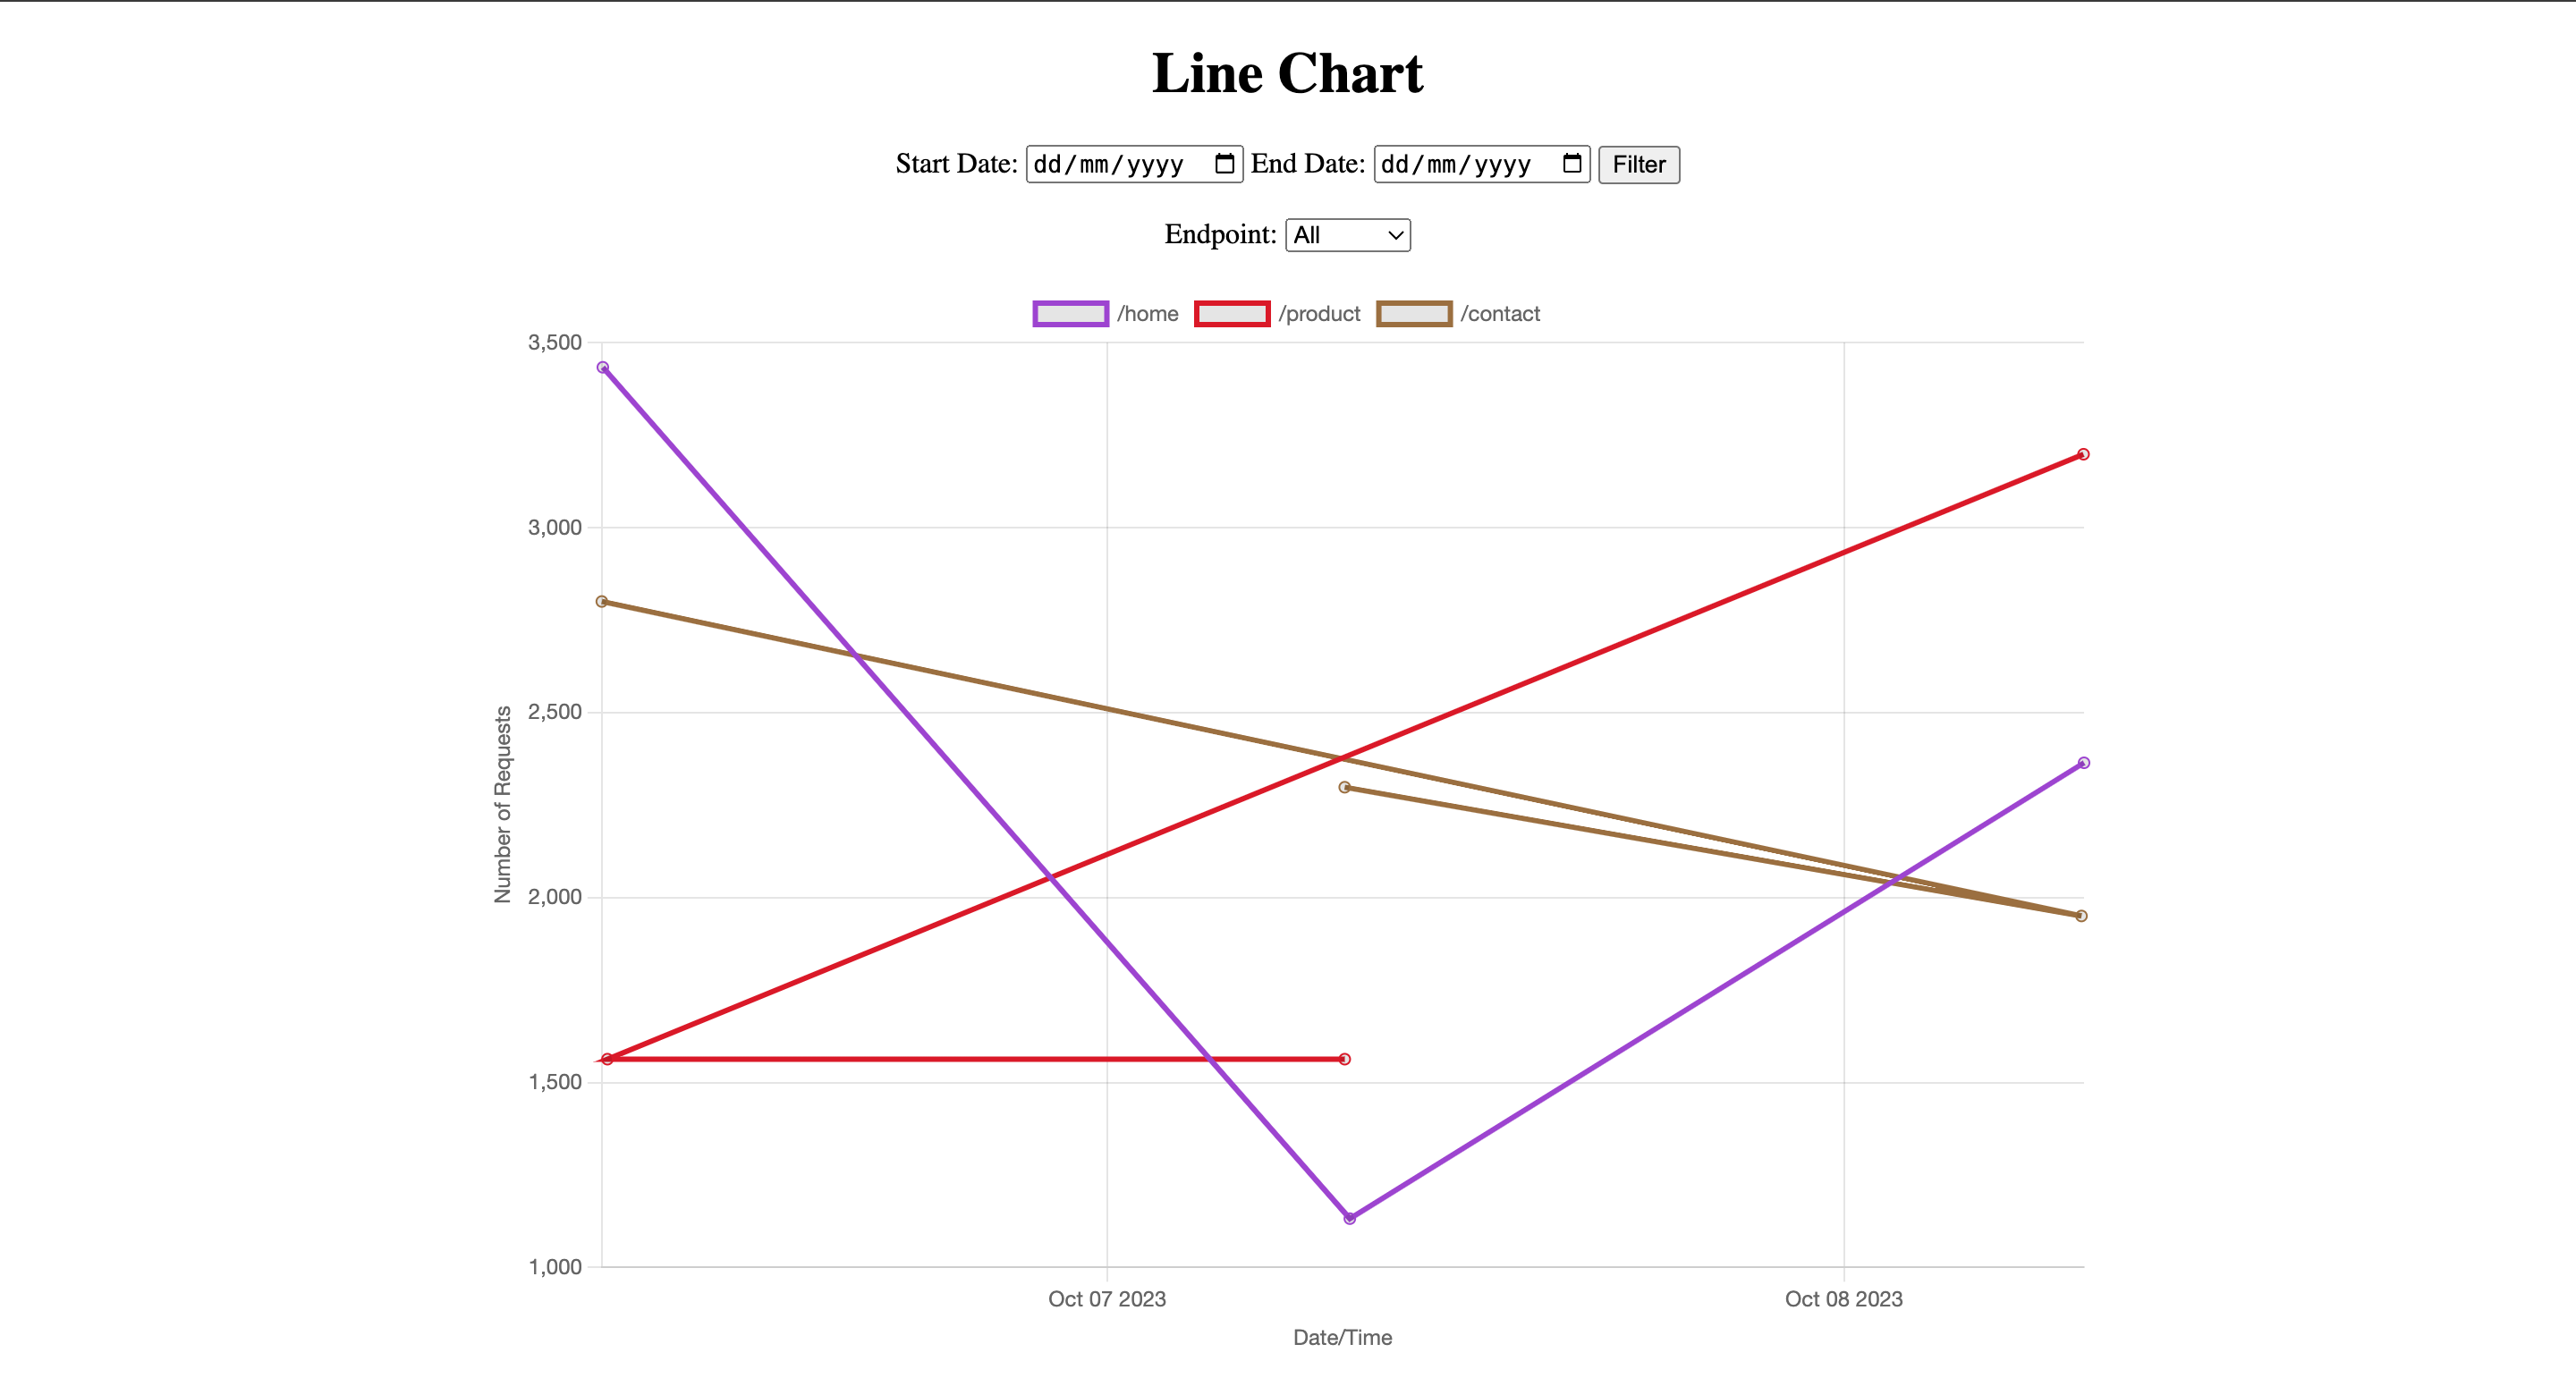 Line Chart
Start Date: dd/mm/yyyy End Date: dd/mm/yyyy Filter
Endpoint: All
/home /product /contact
3,500
3,000
2,500
2,000
1,500
1,000
Number of Requests
Oct 07 2023 Oct 08 2023
Date/Time